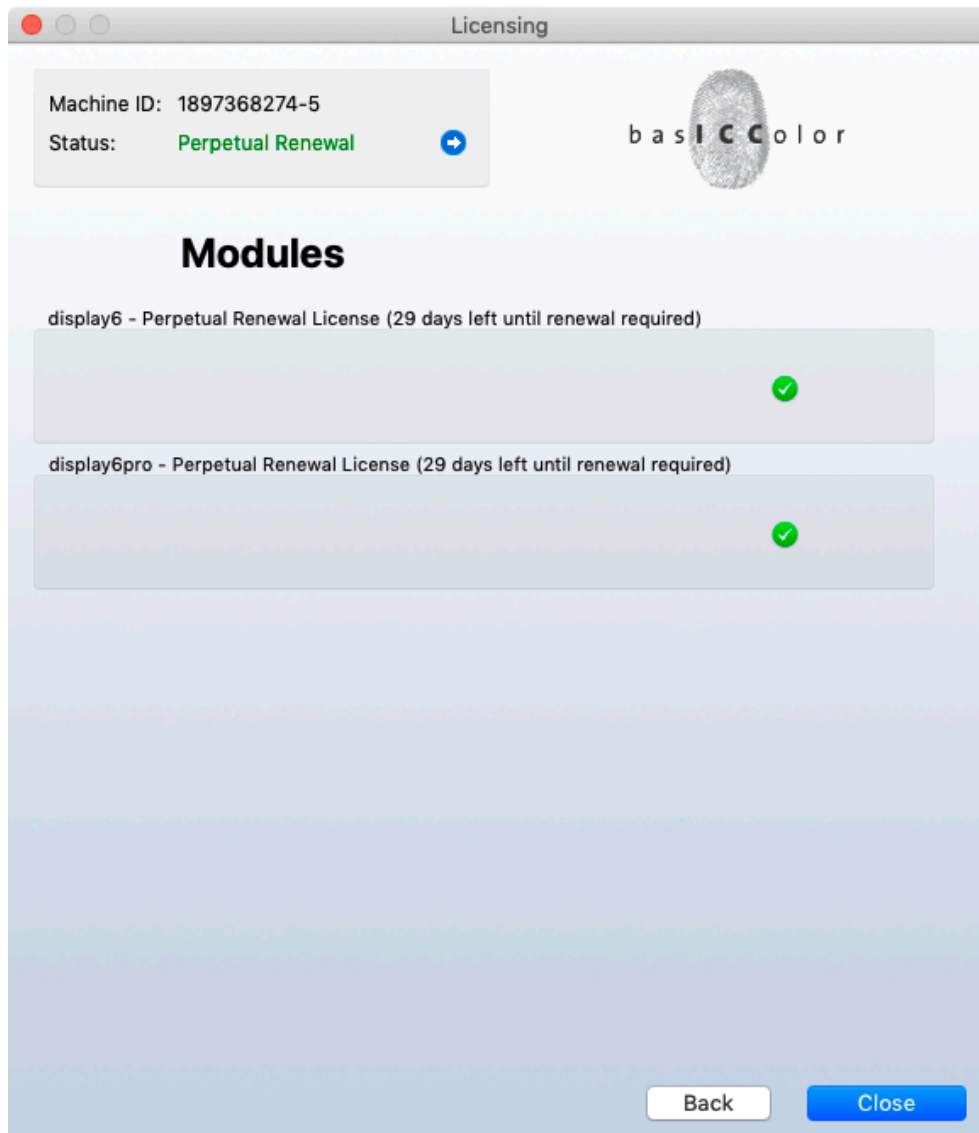 Licensing
Machine ID: 1897368274-5
Status: Perpetual Renewal
basICColor
Modules
display6 - Perpetual Renewal License (29 days left until renewal required)
display6pro - Perpetual Renewal License (29 days left until renewal required)
Back Close